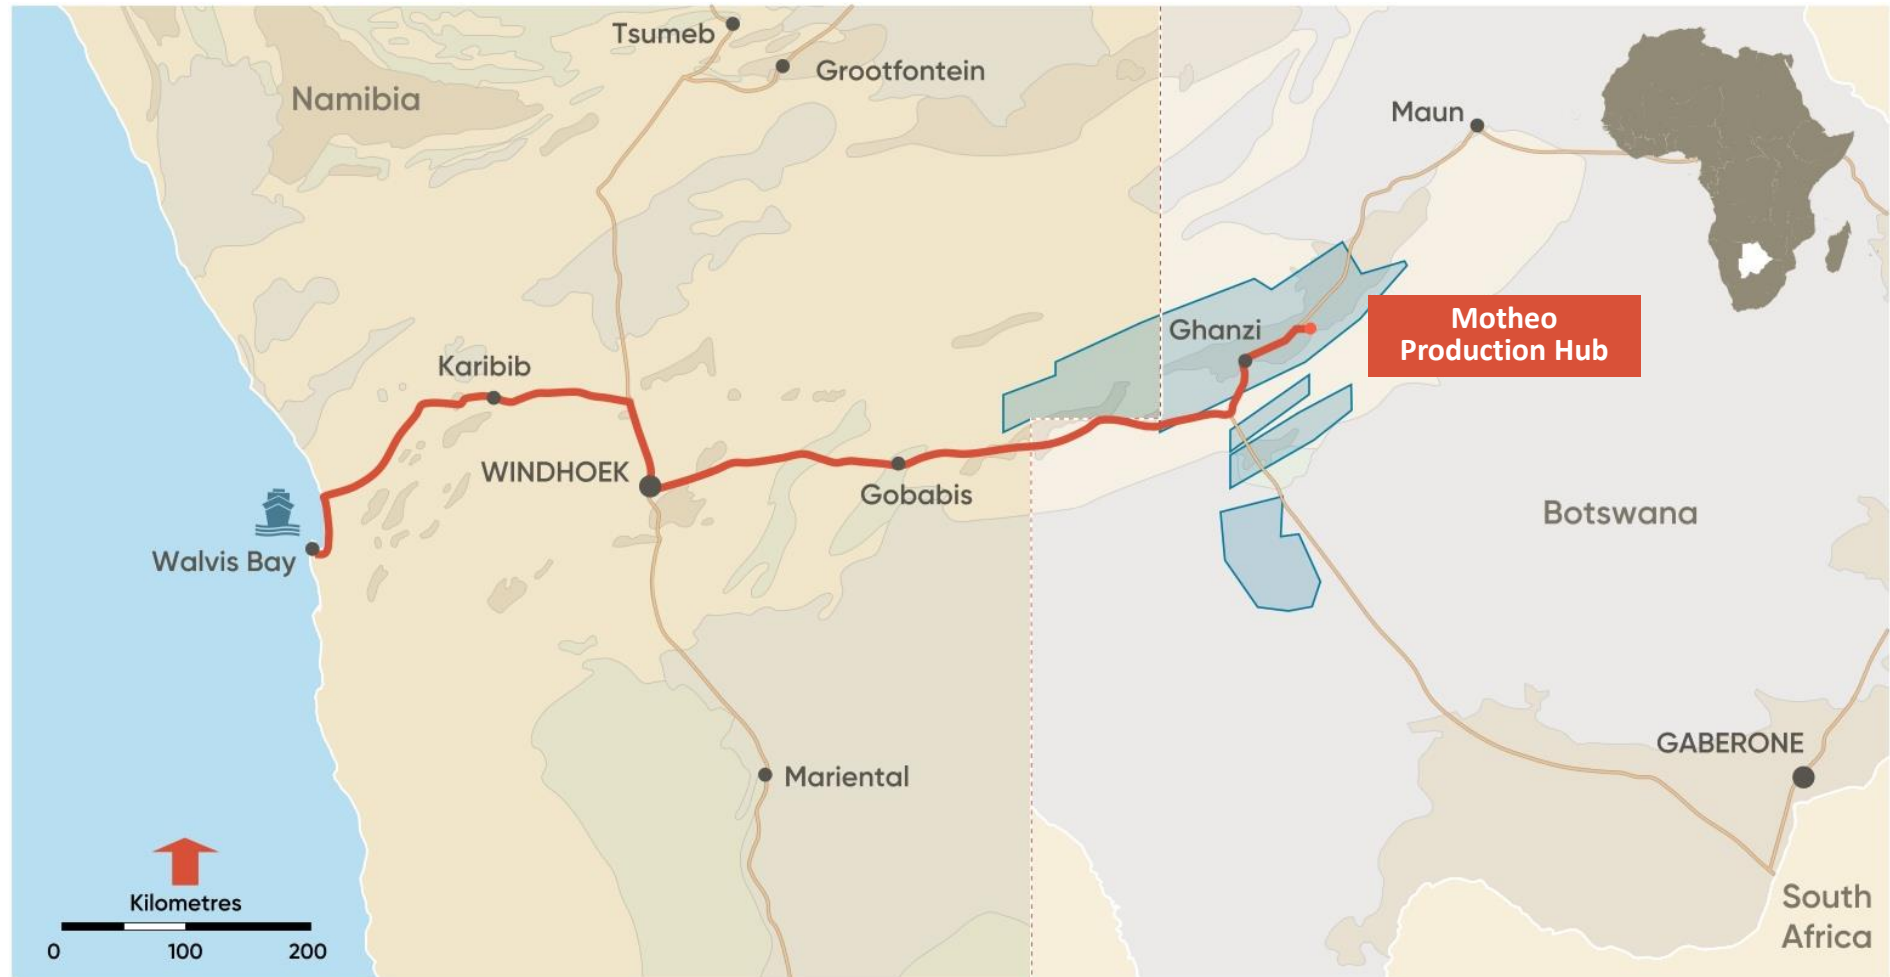 Tsumeb
Grootfontein
Namibia
Maun
Motheo
Production Hub
Ghanzi
Karibib
WINDHOEK
Gobabis
Walvis Bay
Botswana
GABERONE
Mariental
South
Africa
Kilometres
0 100 200